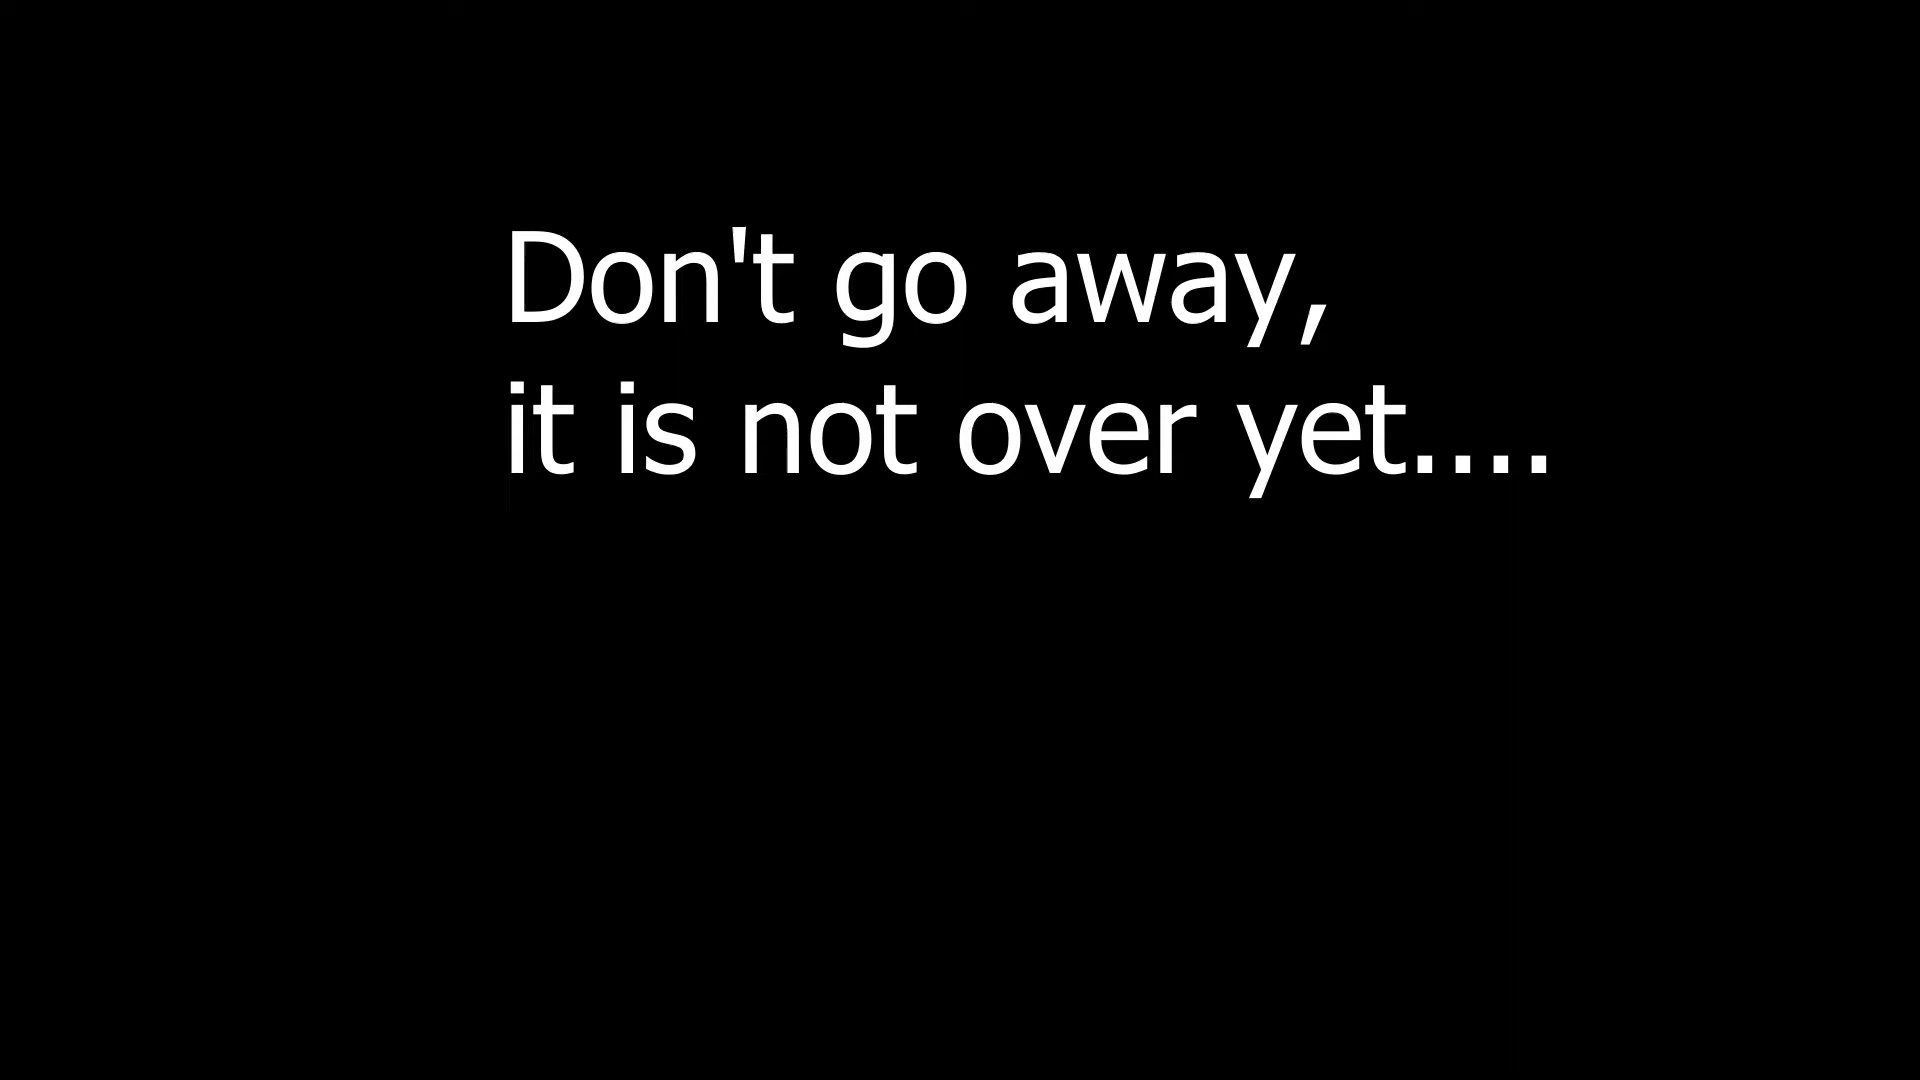 Don't go away,
it is not over yet....